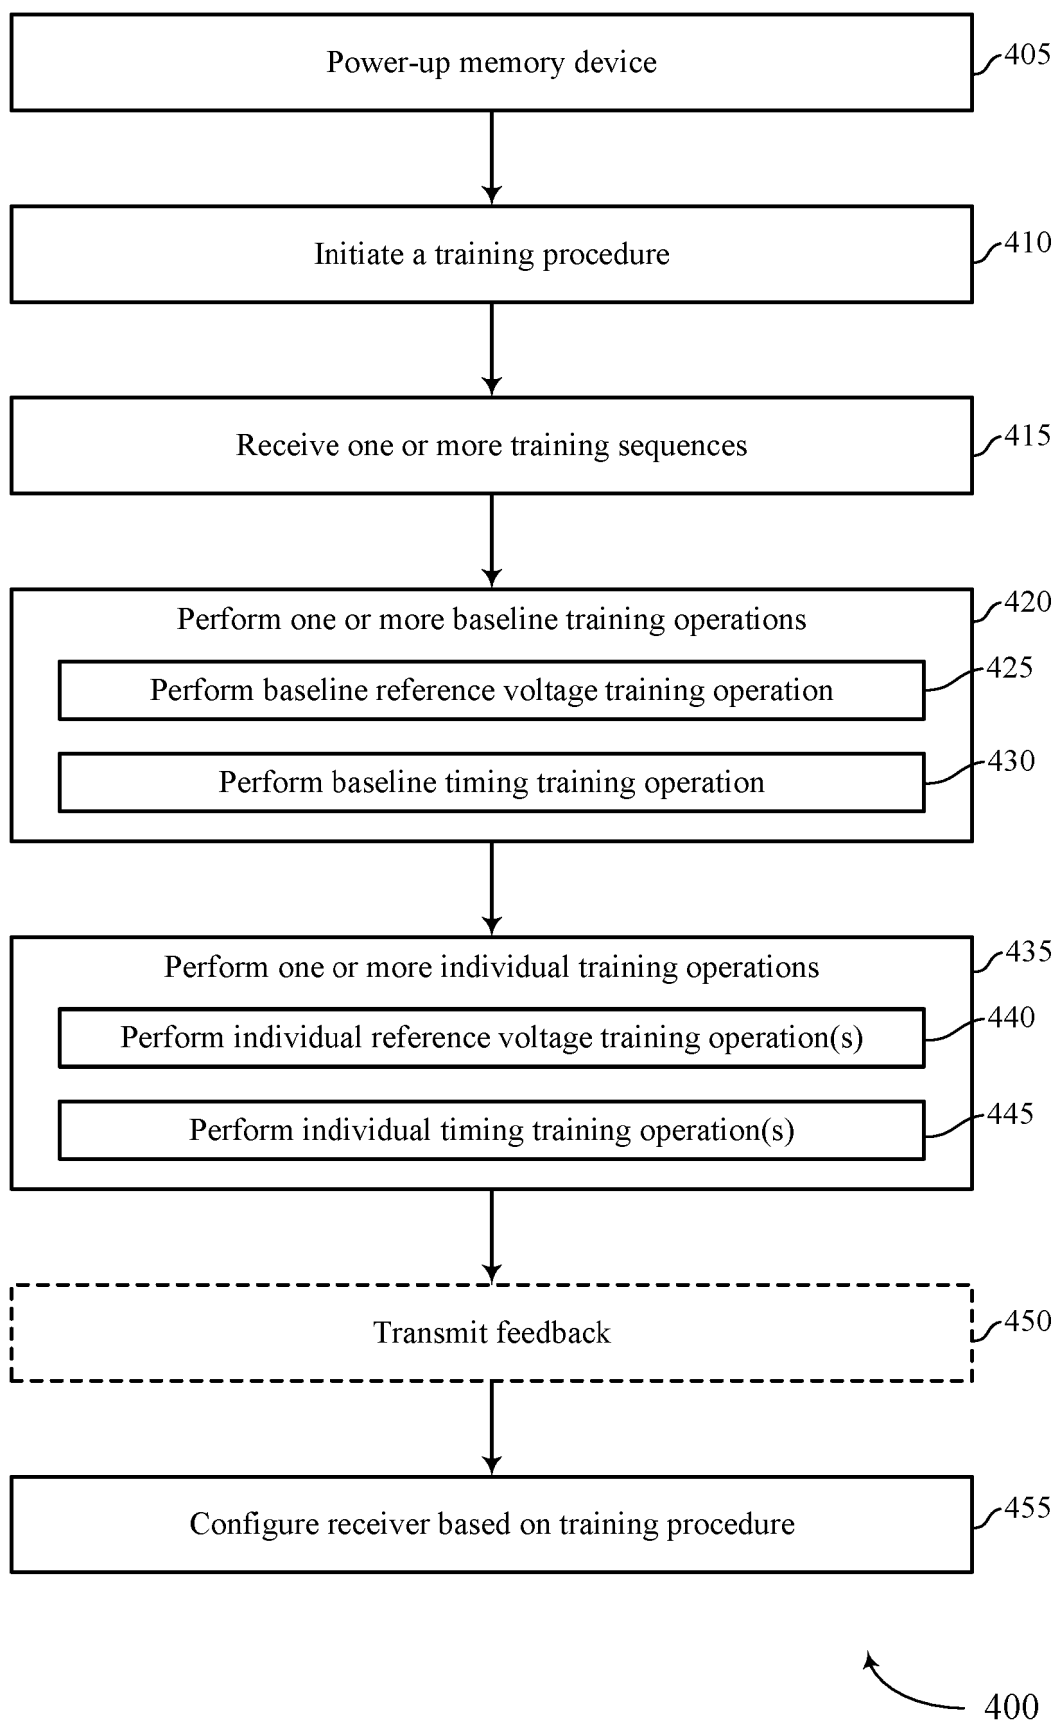 Power-up memory device
405
Initiate a training procedure
410
Receive one or more training sequences
415
Perform one or more baseline training operations
420
Perform baseline reference voltage training operation
425
Perform baseline timing training operation
430
Perform one or more individual training operations
435
Perform individual reference voltage training operation(s)
440
Perform individual timing training operation(s)
445
Transmit feedback
450
Configure receiver based on training procedure
455
400